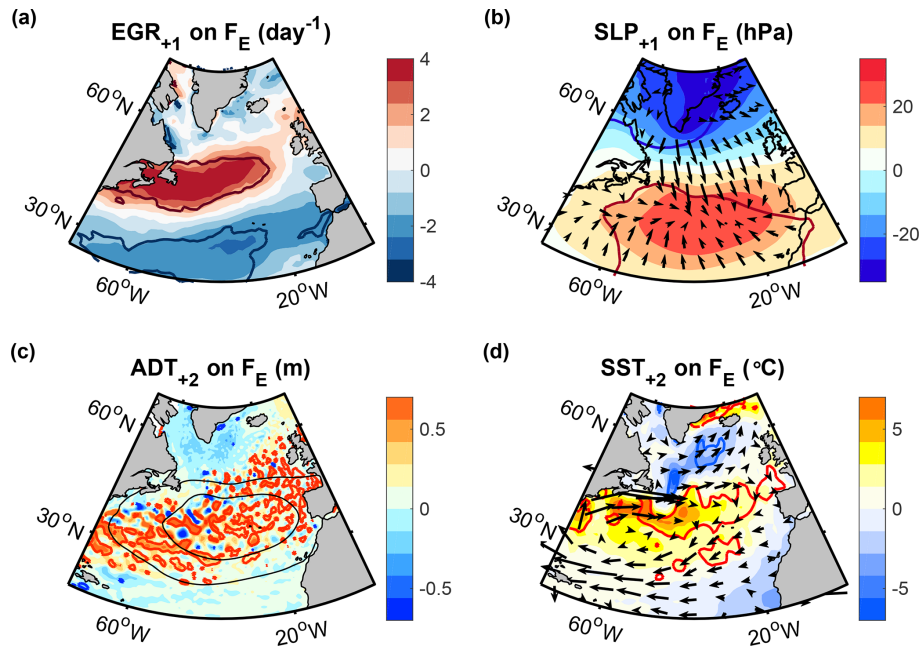 (a)
EGR+1 on FE (day-1)
60oN
30oN
60oW
20oW
4
2
0
-2
-4
(b)
SLP+1 on FE (hPa)
60oN
30oN
60oW
20oW
20
0
-20
(c)
ADT+2 on FE (m)
60oN
30oN
60oW
20oW
0.5
0
-0.5
(d)
SST+2 on FE (oC)
60oN
30oN
60oW
20oW
5
0
-5